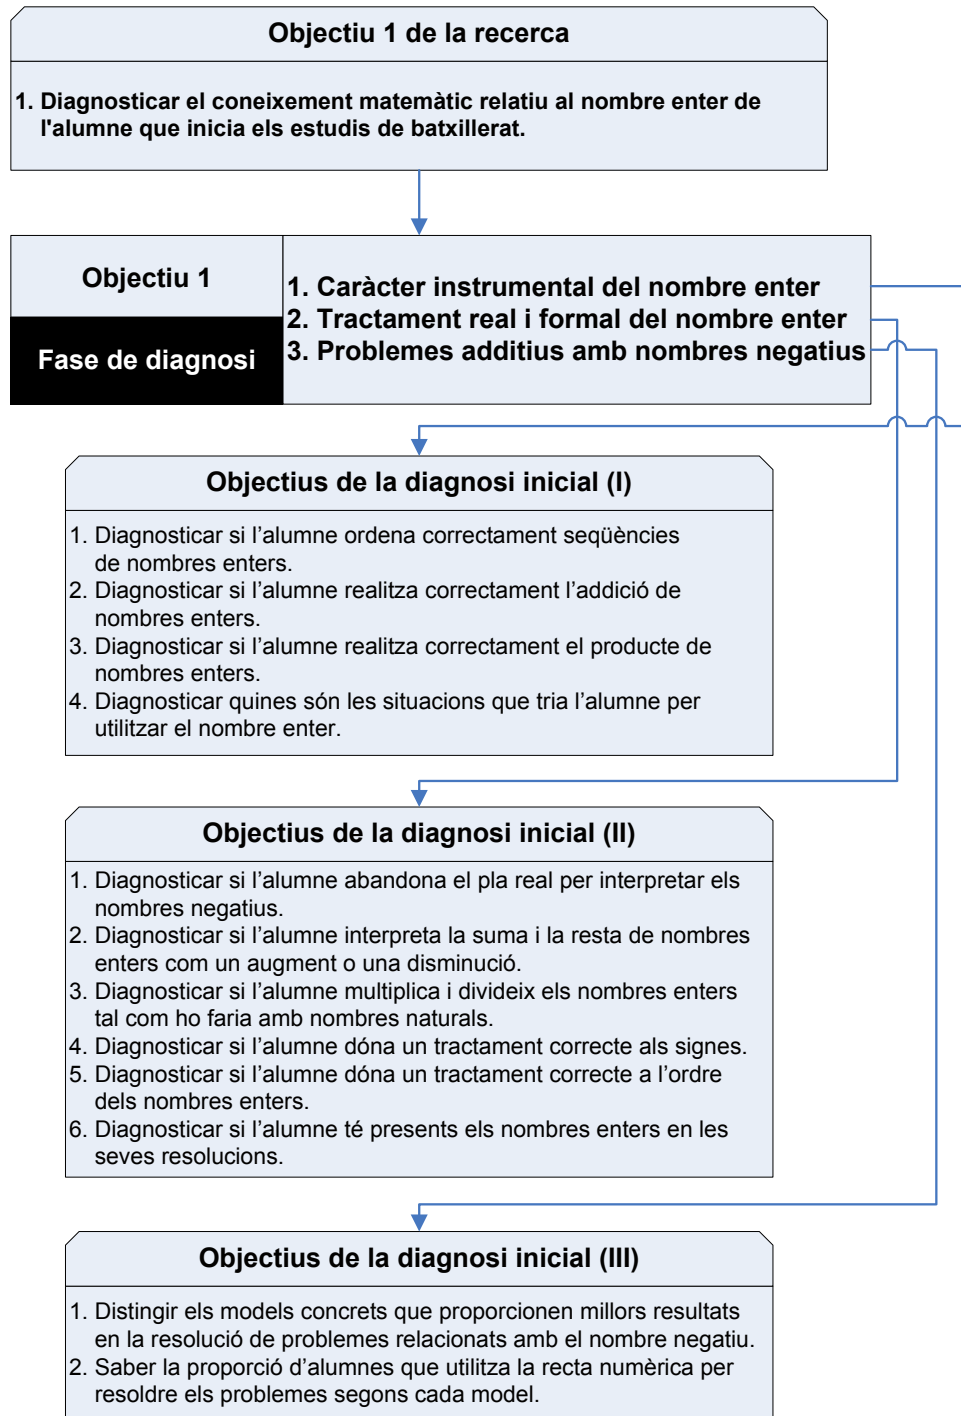 Objectiu 1 de la recerca
1. Diagnosticar el coneixement matemàtic relatiu al nombre enter de
l'alumne que inicia els estudis de batxillerat.
Objectiu 1
Fase de diagnosi
1. Caràcter instrumental del nombre enter
2. Tractament real i formal del nombre enter
3. Problemes additius amb nombres negatius
Objectius de la diagnosi inicial (I)
1. Diagnosticar si l’alumne ordena correctament seqüències
de nombres enters.
2. Diagnosticar si l’alumne realitza correctament l’addició de
nombres enters.
3. Diagnosticar si l’alumne realitza correctament el producte de
nombres enters.
4. Diagnosticar quines són les situacions que tria l’alumne per
utilitzar el nombre enter.
Objectius de la diagnosi inicial (II)
1. Diagnosticar si l’alumne abandona el pla real per interpretar els
nombres negatius.
2. Diagnosticar si l’alumne interpreta la suma i la resta de nombres
enters com un augment o una disminució.
3. Diagnosticar si l’alumne multiplica i divideix els nombres enters
tal com ho faria amb nombres naturals.
4. Diagnosticar si l’alumne dóna un tractament correcte als signes.
5. Diagnosticar si l’alumne dóna un tractament correcte a l’ordre
dels nombres enters.
6. Diagnosticar si l’alumne té presents els nombres enters en les
seves resolucions.
Objectius de la diagnosi inicial (III)
1. Distingir els models concrets que proporcionen millors resultats
en la resolució de problemes relacionats amb el nombre negatiu.
2. Saber la proporció d’alumnes que utilitza la recta numèrica per
resoldre els problemes segons cada model.